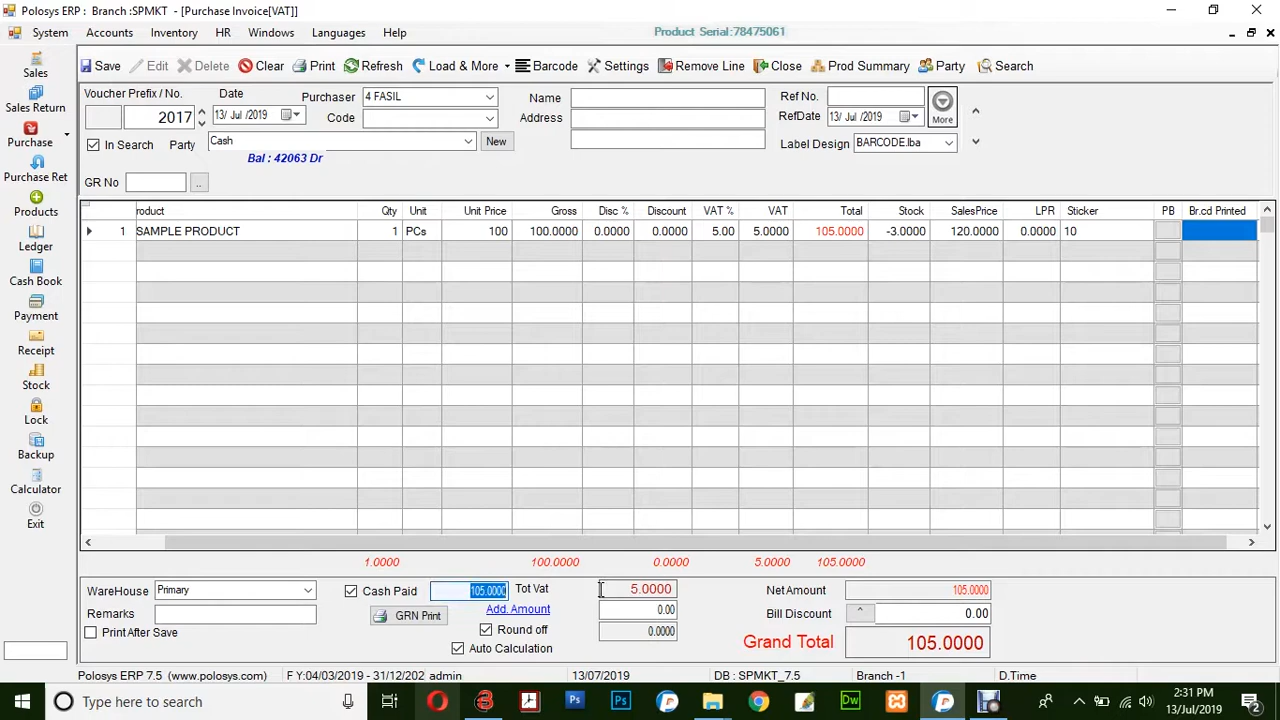 Polosys ERP : Branch :SPMKT - [Purchase Invoice[VAT]]
System Accounts Inventory HR Windows Languages Help Product Serial:78475061
Sales
Sales Return
Purchase
Purchase Ret
Products
Ledger
Cash Book
Payment
Receipt
Stock
Lock
Backup
Calculator
Exit
Save Edit Delete Clear Print Refresh Load & More Barcode Settings Remove Line Close Prod Summary Party Search
Voucher Prefix / No. Date Purchaser 4 FASIL Name Ref No.
2017 13/ Jul /2019 Code Address RefDate 13/ Jul /2019 More
In Search Party Cash New Label Design BARCODE.lba
Bal : 42063 Dr
GR No ..
roduct Qty Unit Unit Price Gross Disc % Discount VAT % VAT Total Stock SalesPrice LPR Sticker PB Br.cd Printed
1 SAMPLE PRODUCT 1 PCs 100 100.0000 0.0000 0.0000 5.00 5.0000 105.0000 -3.0000 120.0000 0.0000 10
1.0000 100.0000 0.0000 5.0000 105.0000
WareHouse Primary Cash Paid 105.0000 Tot Vat 5.0000 Net Amount 105.0000
Remarks GRN Print Add. Amount 0.00 Bill Discount ^ 0.00
Print After Save Round off 0.0000 Grand Total 105.0000
Auto Calculation
Polosys ERP 7.5 (www.polosys.com) F Y:04/03/2019 - 31/12/202 admin 13/07/2019 DB : SPMKT_7.5 Branch -1 D.Time
Type here to search
Ps Ps Dw
2:31 PM
13/Jul/2019
2